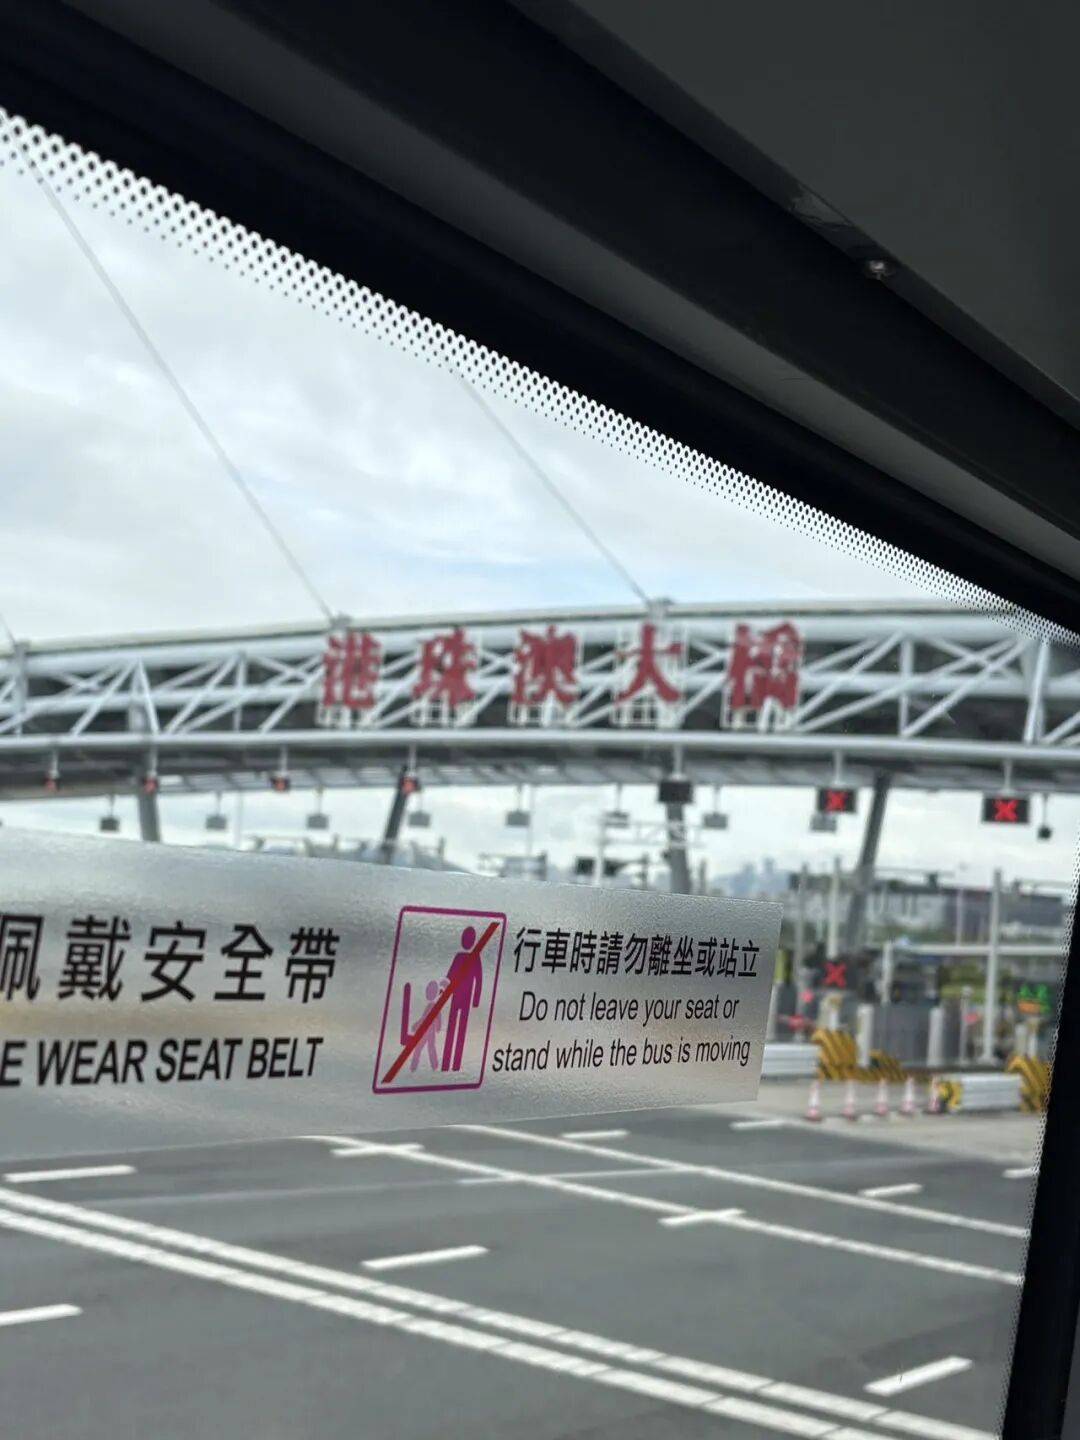 港珠澳大橋
佩戴安全帶
E WEAR SEAT BELT
行車時請勿離坐或站立
Do not leave your seat or
stand while the bus is moving